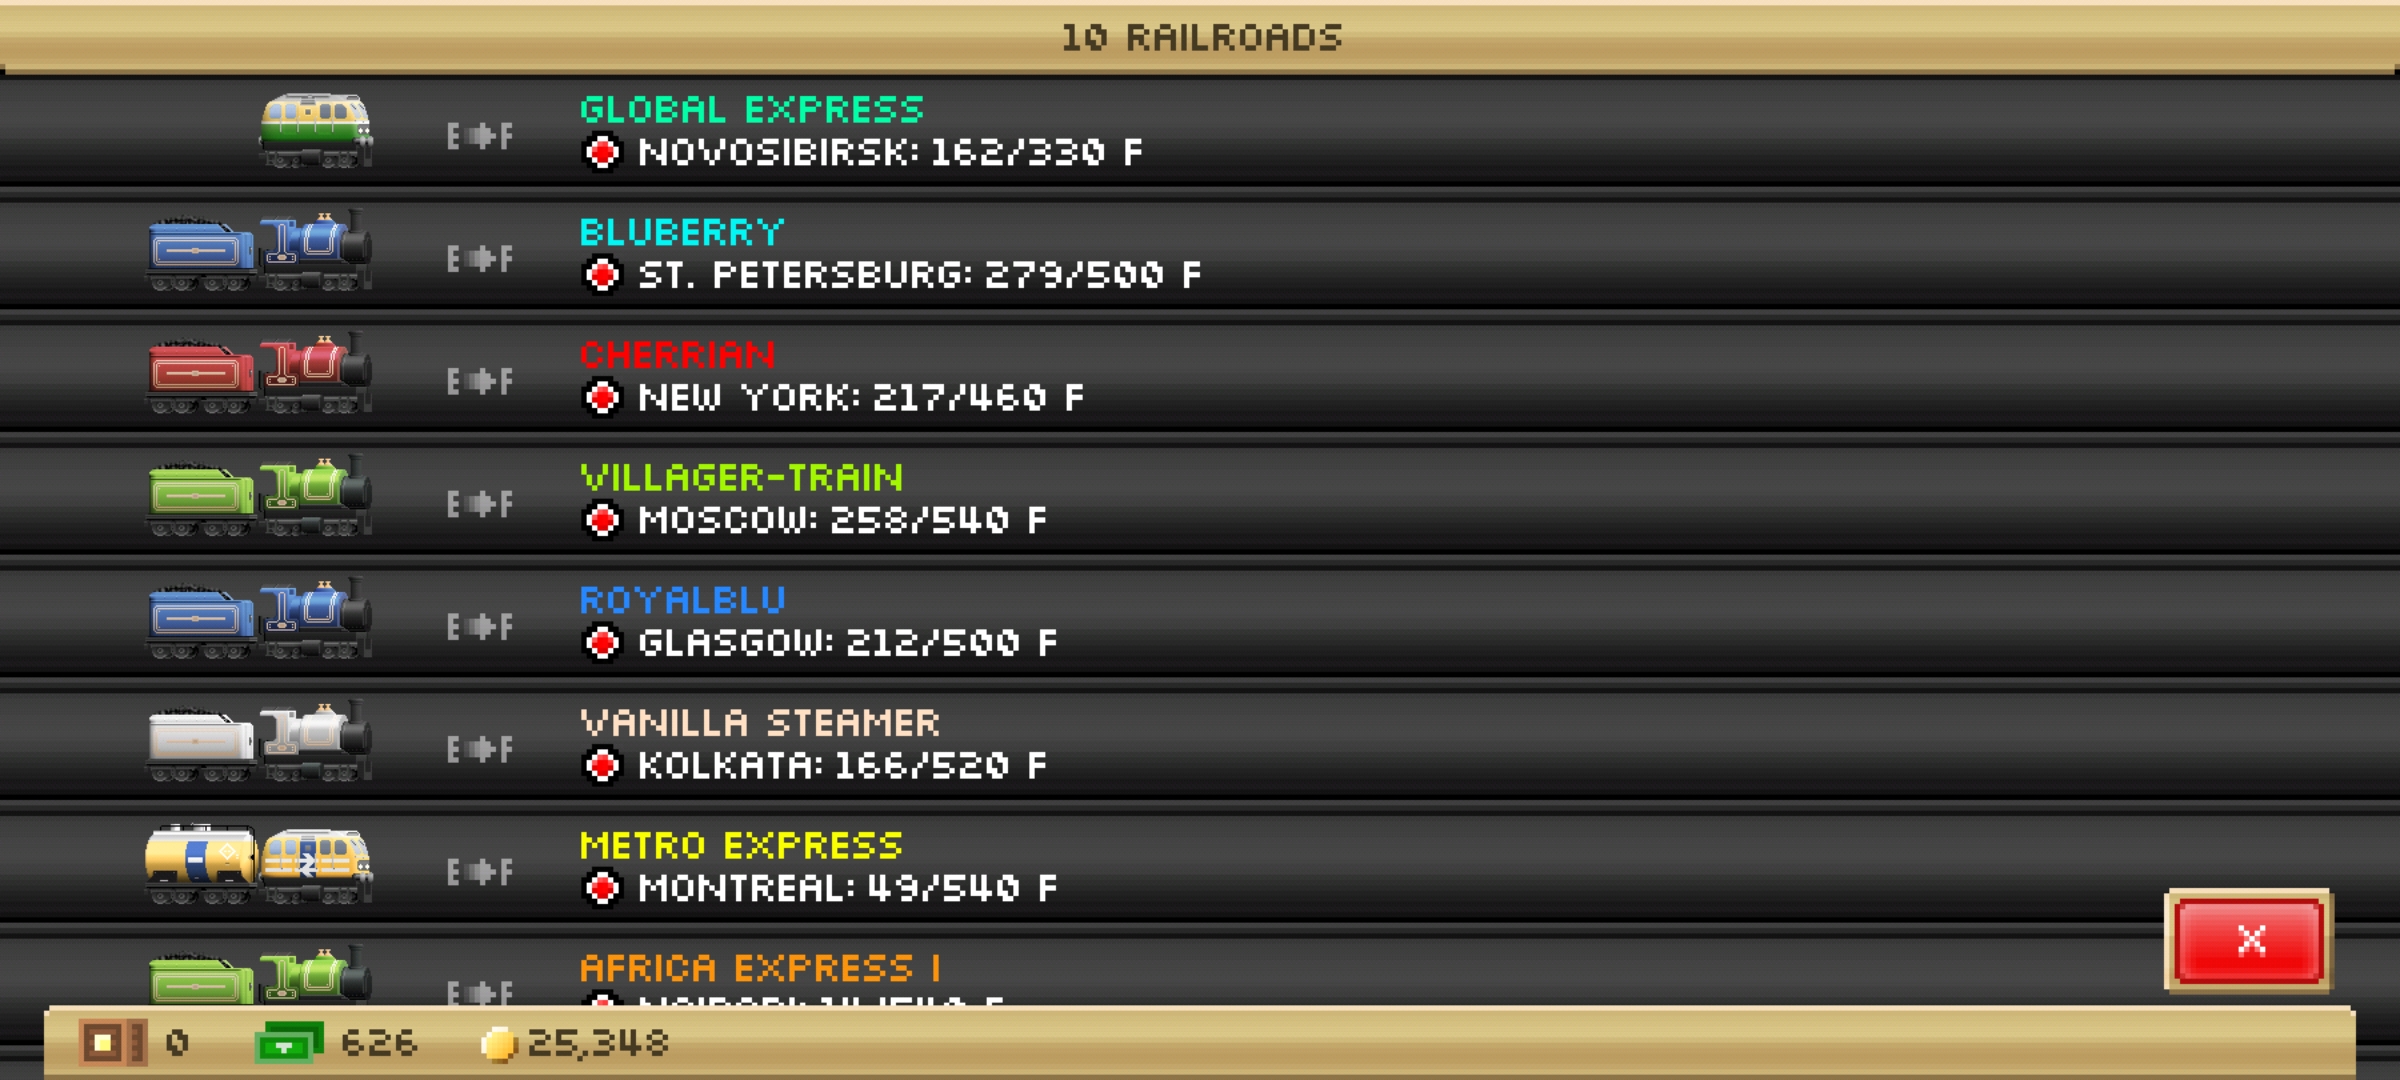 10 RAILROADS
E F
GLOBAL EXPRESS
NOVOSIBIRSK: 162/330 F
E F
BLUBERRY
ST. PETERSBURG: 279/500 F
E F
CHERRIAN
NEW YORK: 217/460 F
E F
VILLAGER-TRAIN
MOSCOW: 258/540 F
E F
ROYALBLU
GLASGOW: 212/500 F
E F
VANILLA STEAMER
KOLKATA: 166/520 F
E F
METRO EXPRESS
MONTREAL: 49/540 F
E F
AFRICA EXPRESS I
X
0 626 25,348